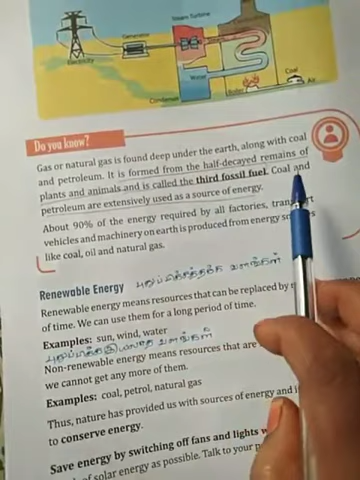 Steam Turbine
Generator
Electricity
Water
Condenser
Boiler
Coal
Air
Do you know?
Gas or natural gas is found deep under the earth, along with coal
and petroleum. It is formed from the half-decayed remains of
plants and animals and is called the third fossil fuel. Coal and
petroleum are extensively used as a source of energy.
About 90% of the energy required by all factories,
vehicles and machinery on earth is produced from energy
like coal, oil and natural gas.
Renewable Energy புதுப்பிக்கத்தக்க வளங்கள்
Renewable energy means resources that can be replaced by
of time. We can use them for a long period of time.
Examples: sun, wind, water
புதுப்பிக்கஇயலாத வளங்கள்
Non-renewable energy means resources that are
we cannot get any more of them.
Examples: coal, petrol, natural gas
Thus, nature has provided us with sources of energy and
to conserve energy.
Save energy by switching off fans and lights
of solar energy as possible. Talk to your